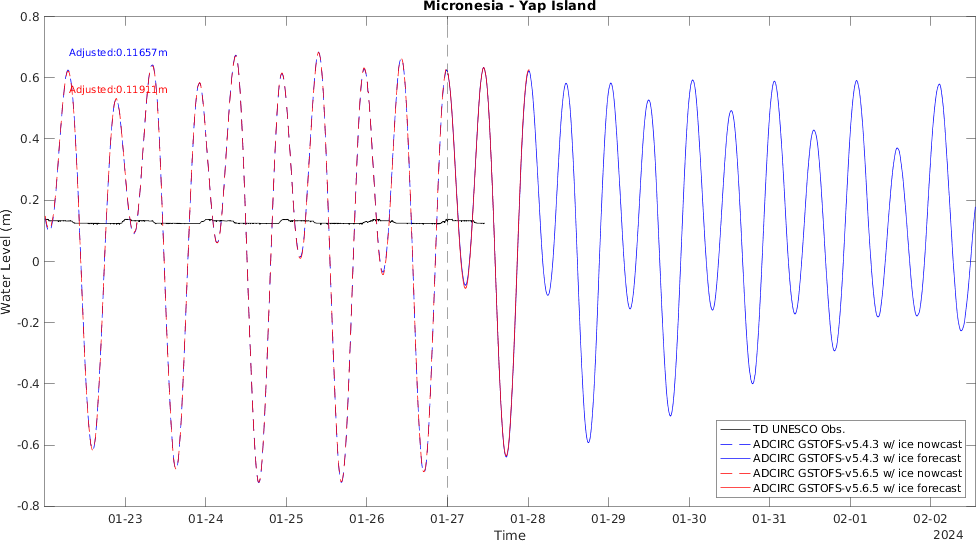 Micronesia - Yap Island
Adjusted:0.11657m
Adjusted:0.11911m
Water Level (m)
0.8
0.6
0.4
0.2
0
-0.2
-0.4
-0.6
-0.8
TD UNESCO Obs.
ADCIRC GSTOFS-v5.4.3 w/ ice nowcast
ADCIRC GSTOFS-v5.4.3 w/ ice forecast
ADCIRC GSTOFS-v5.6.5 w/ ice nowcast
ADCIRC GSTOFS-v5.6.5 w/ ice forecast
01-23 01-24 01-25 01-26 01-27 01-28 01-29 01-30 01-31 02-01 02-02
Time
2024